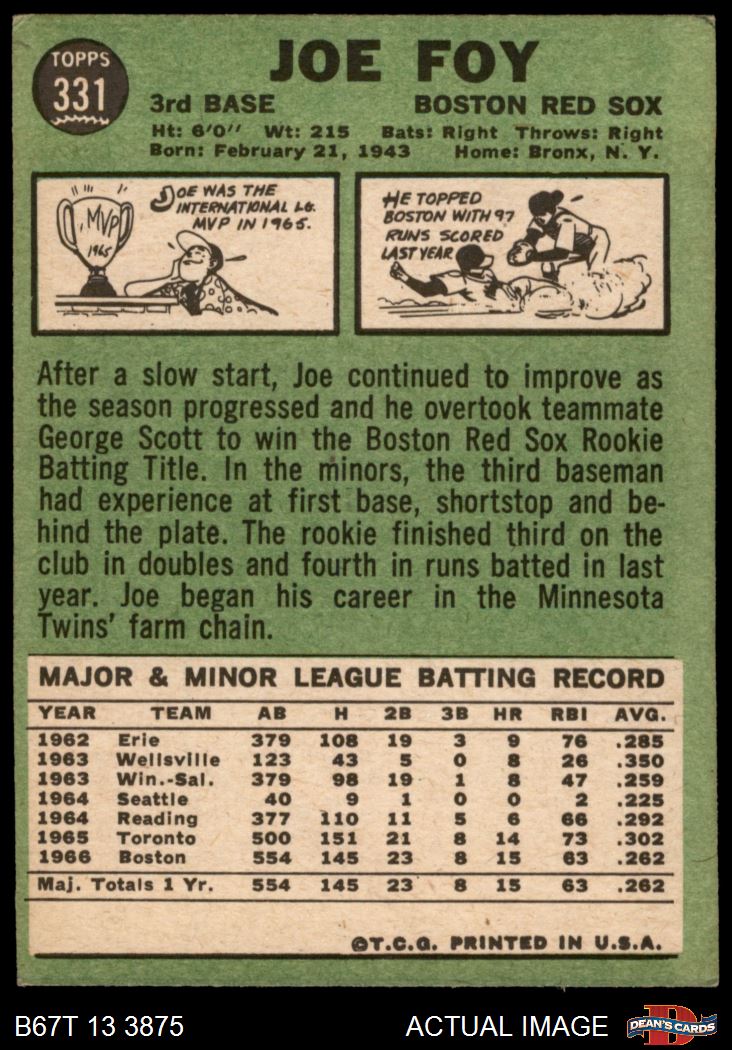 TOPPS
331
JOE FOY
3rd BASE BOSTON RED SOX
Ht: 6'0'' Wt: 215 Bats: Right Throws: Right
Born: February 21, 1943 Home: Bronx, N. Y.
MVP
1965
JOE WAS THE
INTERNATIONAL LG.
MVP IN 1965.
HE TOPPED
BOSTON WITH 97
RUNS SCORED
LAST YEAR
After a slow start, Joe continued to improve as
the season progressed and he overtook teammate
George Scott to win the Boston Red Sox Rookie
Batting Title. In the minors, the third baseman
had experience at first base, shortstop and be-
hind the plate. The rookie finished third on the
club in doubles and fourth in runs batted in last
year. Joe began his career in the Minnesota
Twins' farm chain.
MAJOR & MINOR LEAGUE BATTING RECORD
YEAR TEAM AB H 2B 3B HR RBI AVG.
1962 Erie 379 108 19 3 9 76 .285
1963 Wellsville 123 43 5 0 8 26 .350
1963 Win.-Sal. 379 98 19 1 8 47 .259
1964 Seattle 40 9 1 0 0 2 .225
1964 Reading 377 110 11 5 6 66 .292
1965 Toronto 500 151 21 8 14 73 .302
1966 Boston 554 145 23 8 15 63 .262
Maj. Totals 1 Yr. 554 145 23 8 15 63 .262
©T.C.G. PRINTED IN U.S.A.
B67T 13 3875 ACTUAL IMAGE
D
DEAN'S CARDS